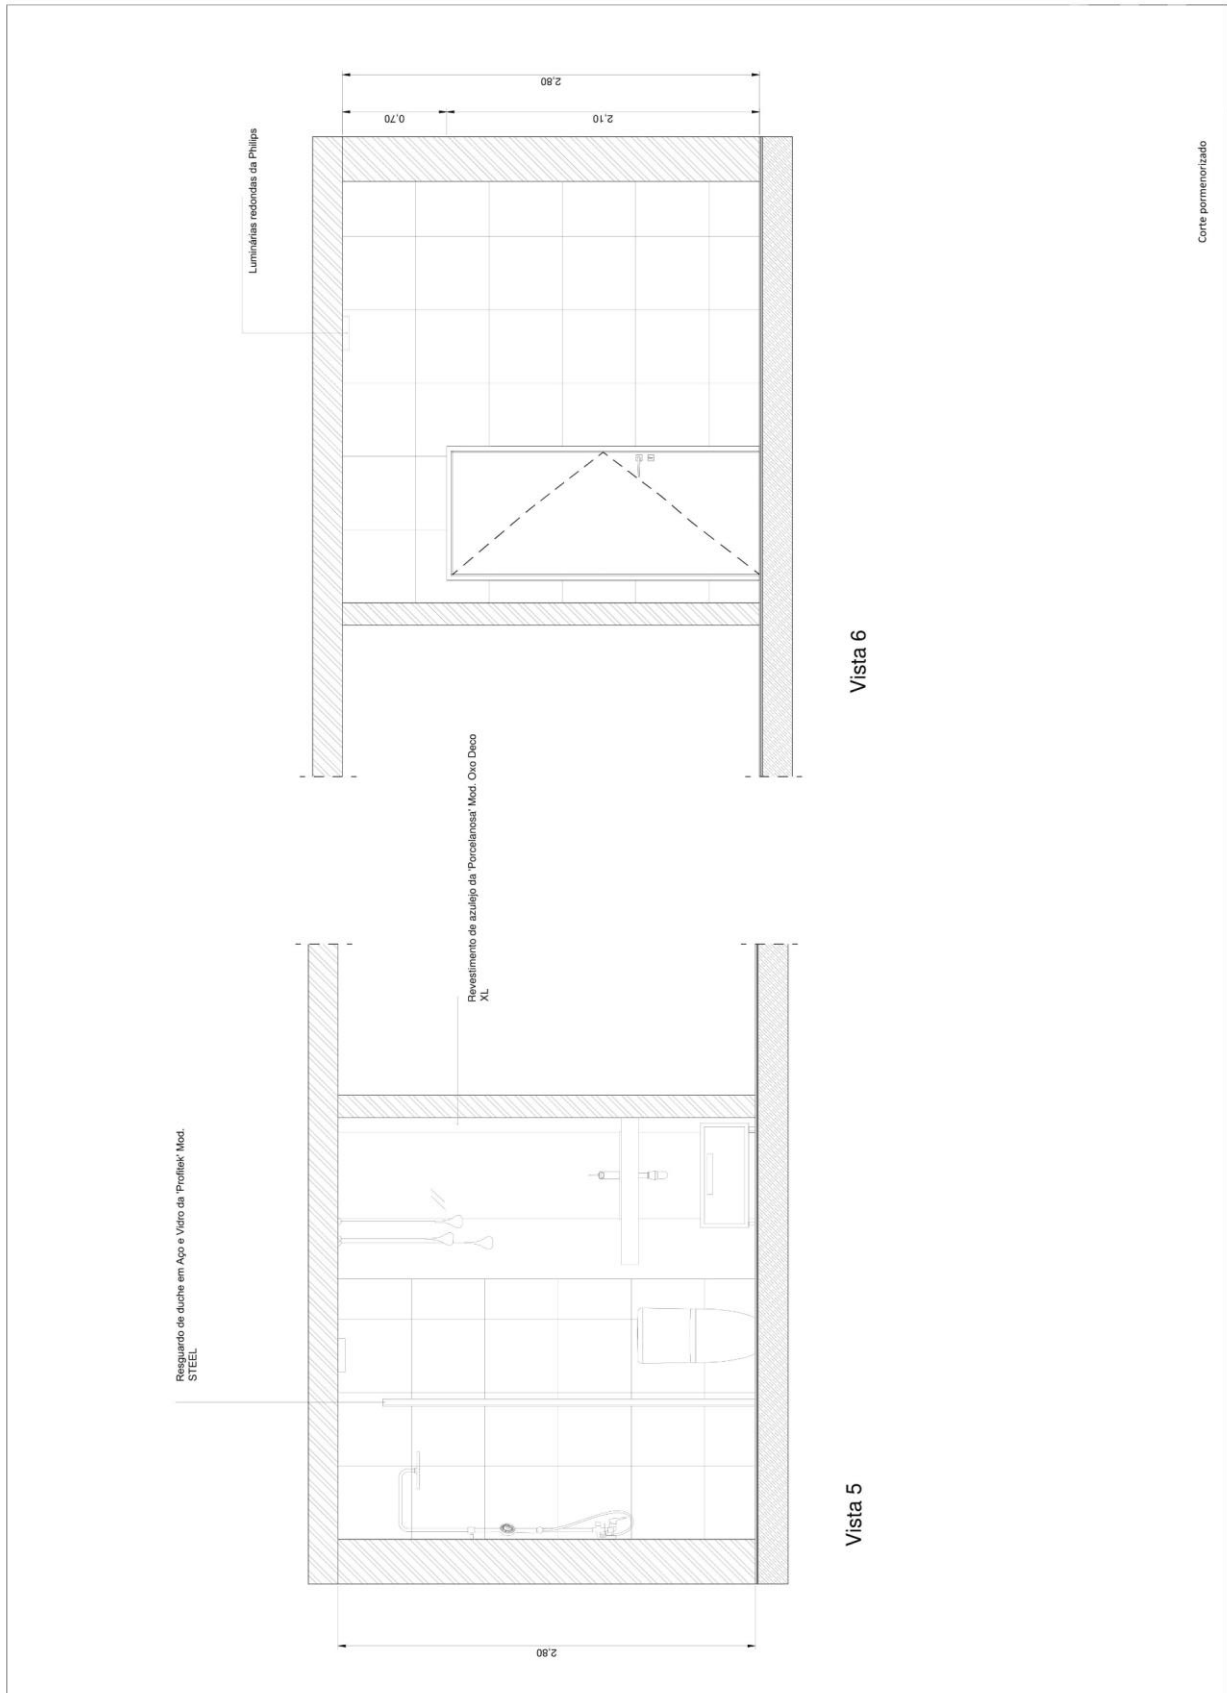 Resguardo de duche em Aço e Vidro da 'Profitek' Mod.
STEEL
Revestimento de azulejo da 'Porcelanosa' Mod. Oxo Deco
XL
Luminárias redondas da Philips
2,80
2,80
0,70
2,10
Vista 5
Vista 6
Corte pormenorizado